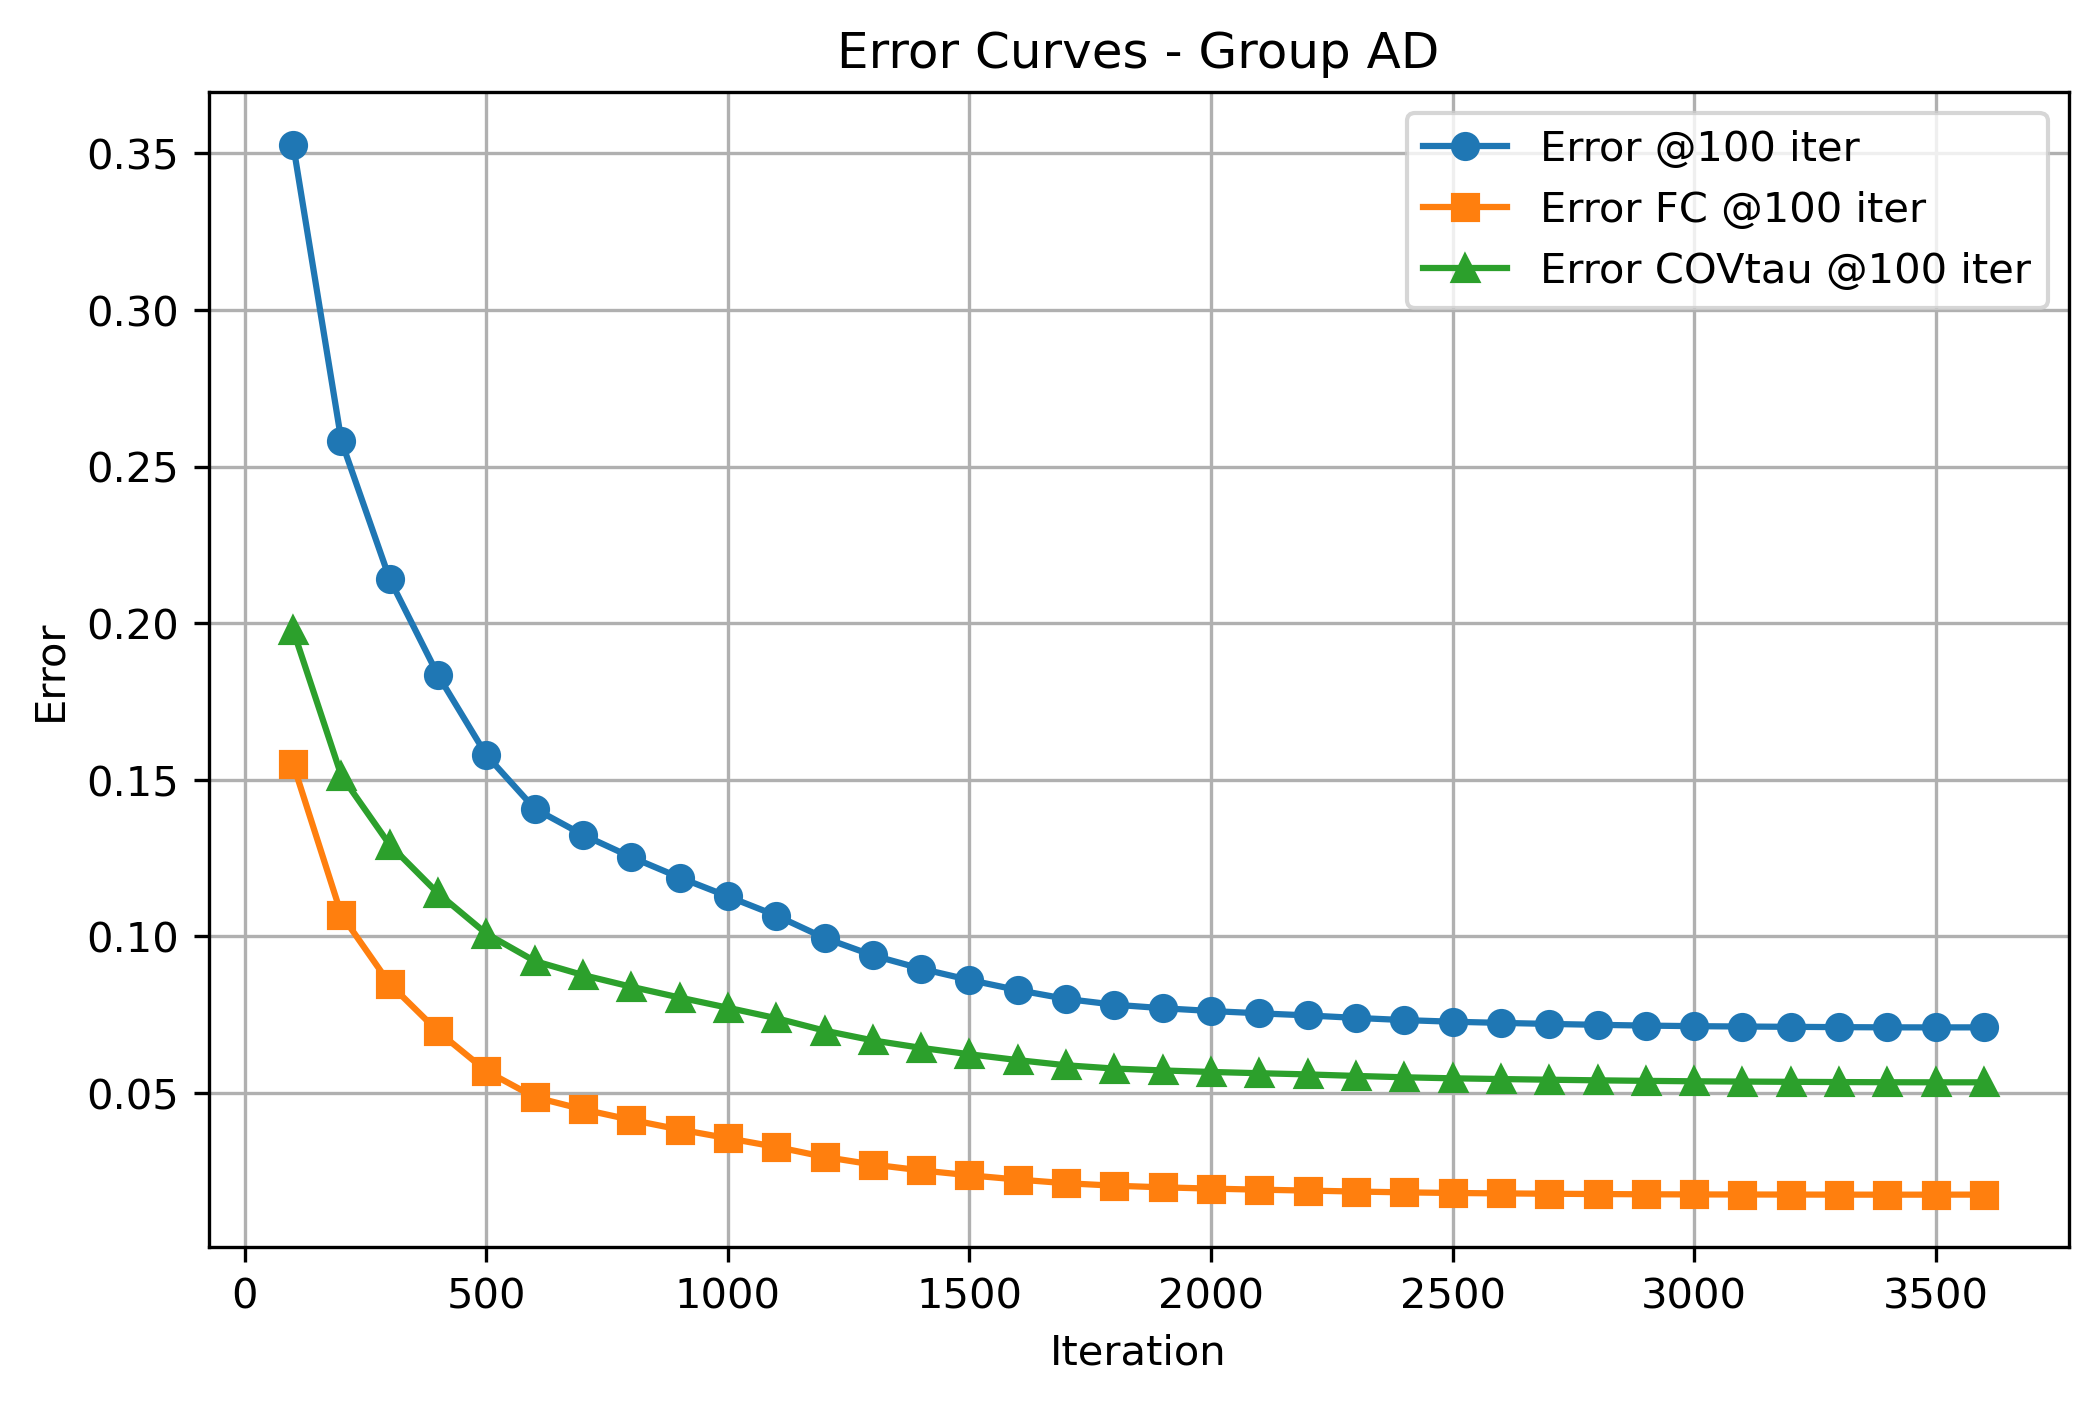 Error Curves - Group AD
Error @100 iter
Error FC @100 iter
Error COVtau @100 iter
Error
0.35
0.30
0.25
0.20
0.15
0.10
0.05
0 500 1000 1500 2000 2500 3000 3500
Iteration